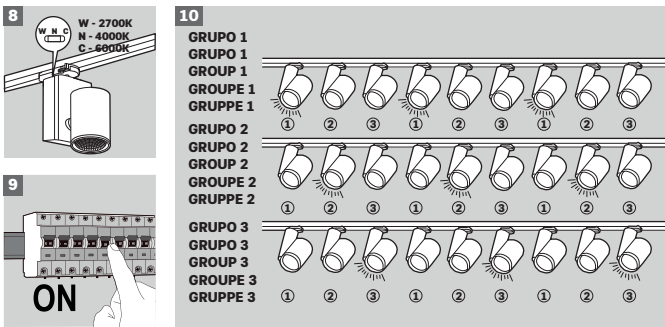 8
W N C
W - 2700K
N - 4000K
C - 6000K
9
ON
10
GRUPO 1
GRUPO 1
GROUP 1
GROUPE 1
GRUPPE 1
① ② ③ ① ② ③ ① ② ③
GRUPO 2
GRUPO 2
GROUP 2
GROUPE 2
GRUPPE 2
① ② ③ ① ② ③ ① ② ③
GRUPO 3
GRUPO 3
GROUP 3
GROUPE 3
GRUPPE 3
① ② ③ ① ② ③ ① ② ③